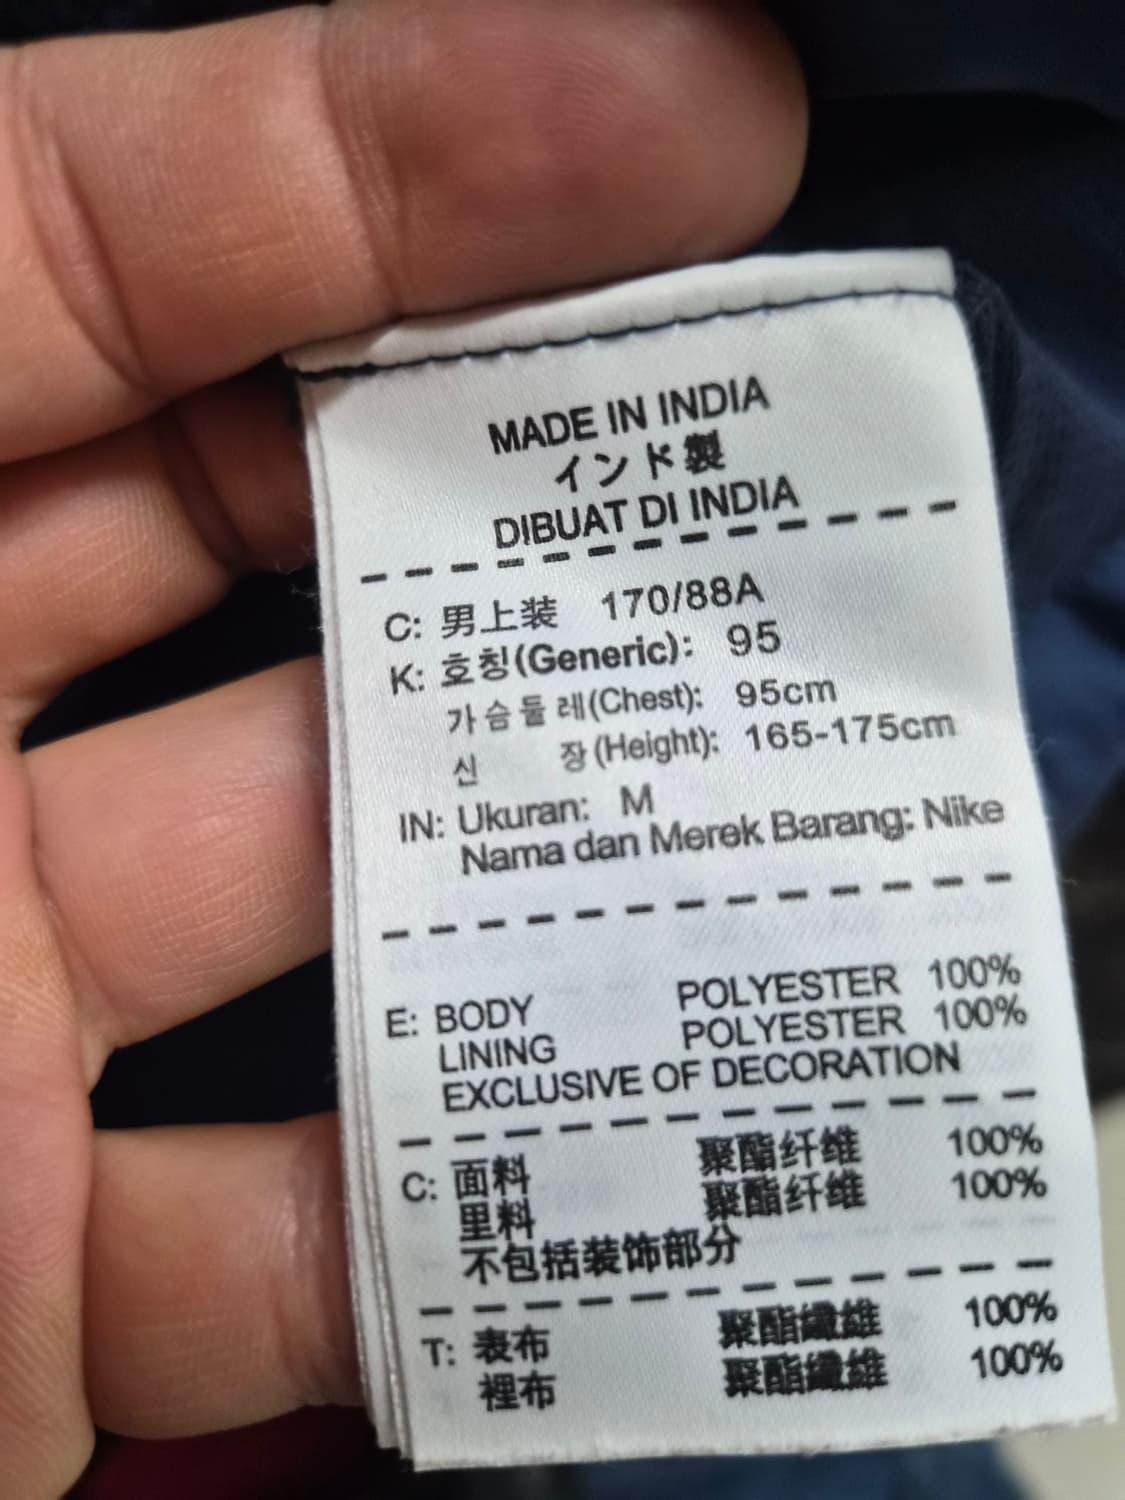 MADE IN INDIA
インド製
DIBUAT DI INDIA
C: 男上装 170/88A
K: 호칭(Generic): 95
가슴둘레(Chest): 95cm
신 장(Height): 165-175cm
IN: Ukuran: M
Nama dan Merek Barang: Nike
E: BODY POLYESTER 100%
LINING POLYESTER 100%
EXCLUSIVE OF DECORATION
C: 面料 聚酯纤维 100%
里料 聚酯纤维 100%
不包括装饰部分
T: 表布 聚酯纖維 100%
裡布 聚酯纖維 100%